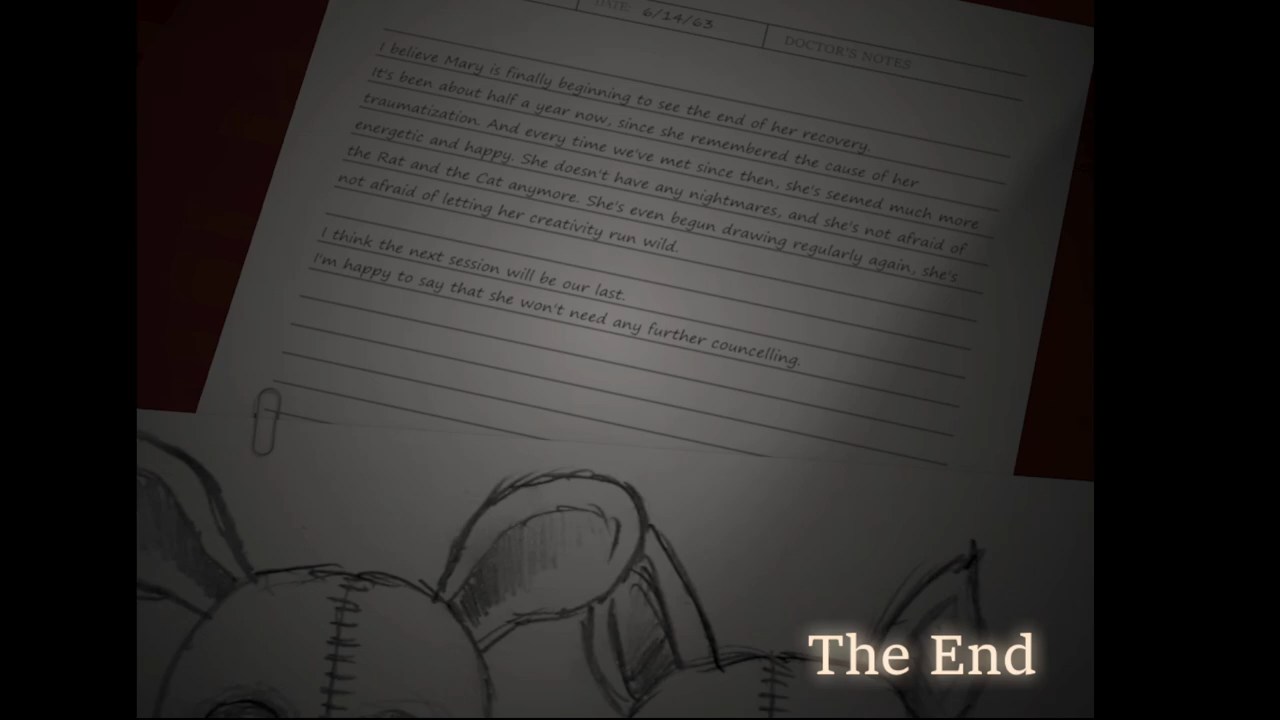 DATE: 6/14/63
DOCTOR'S NOTES
I believe Mary is finally beginning to see the end of her recovery.
It's been about half a year now, since she remembered the cause of her
traumatization. And every time we've met since then, she's seemed much more
energetic and happy. She doesn't have any nightmares, and she's not afraid of
the Rat and the Cat anymore. She's even begun drawing regularly again, she's
not afraid of letting her creativity run wild.
I think the next session will be our last.
I'm happy to say that she won't need any further councelling.
The End